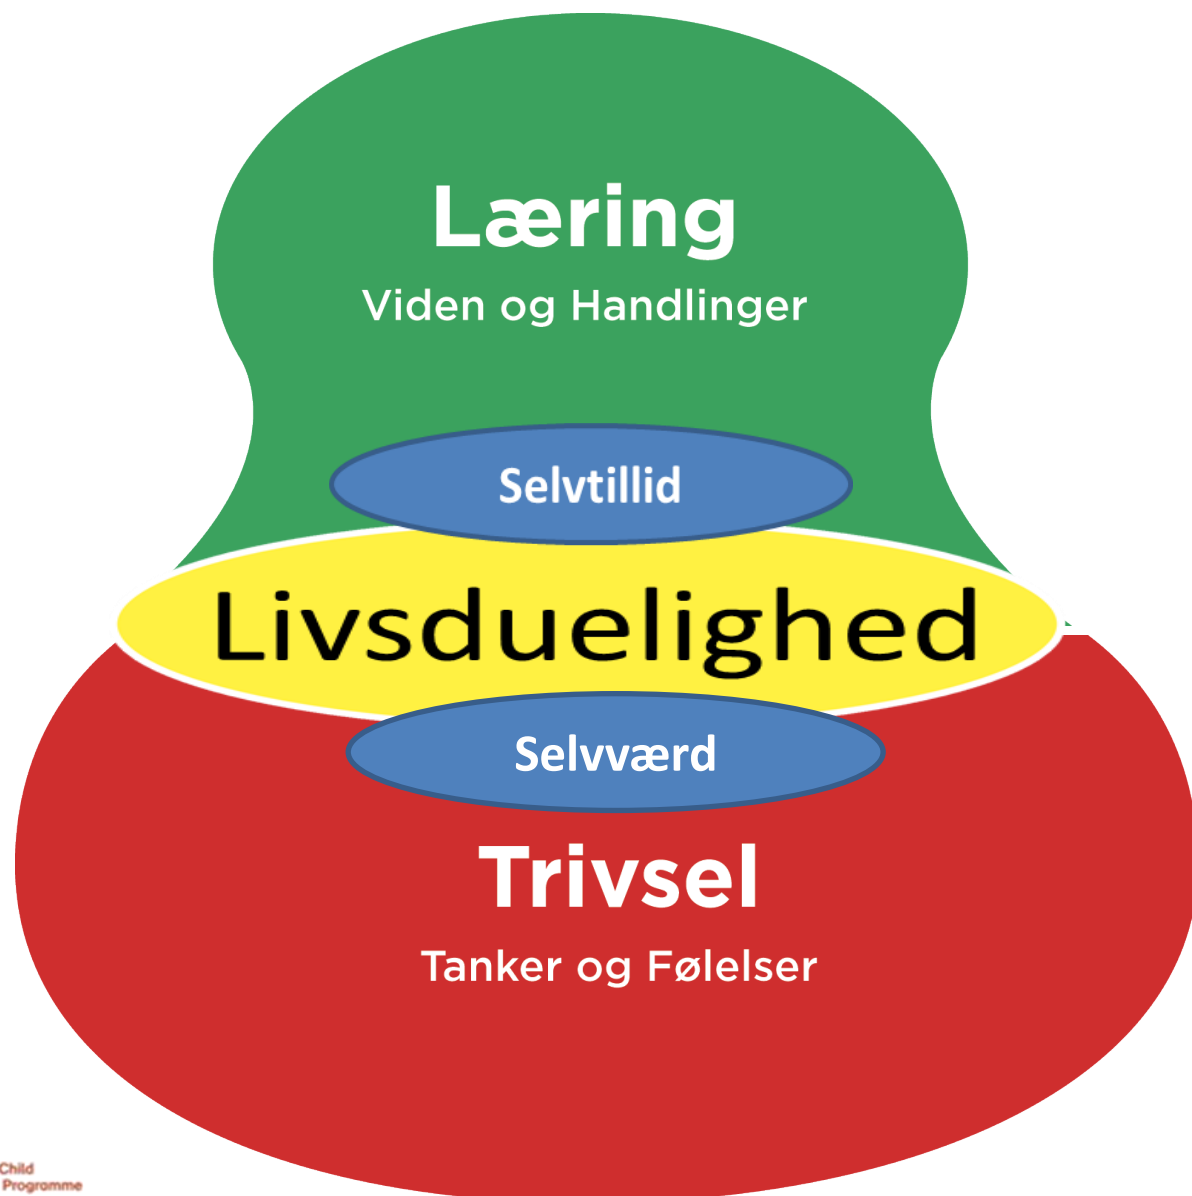 Læring
Viden og Handlinger
Selvtillid
Livsduelighed
Selvværd
Trivsel
Tanker og Følelser
Child
Programme